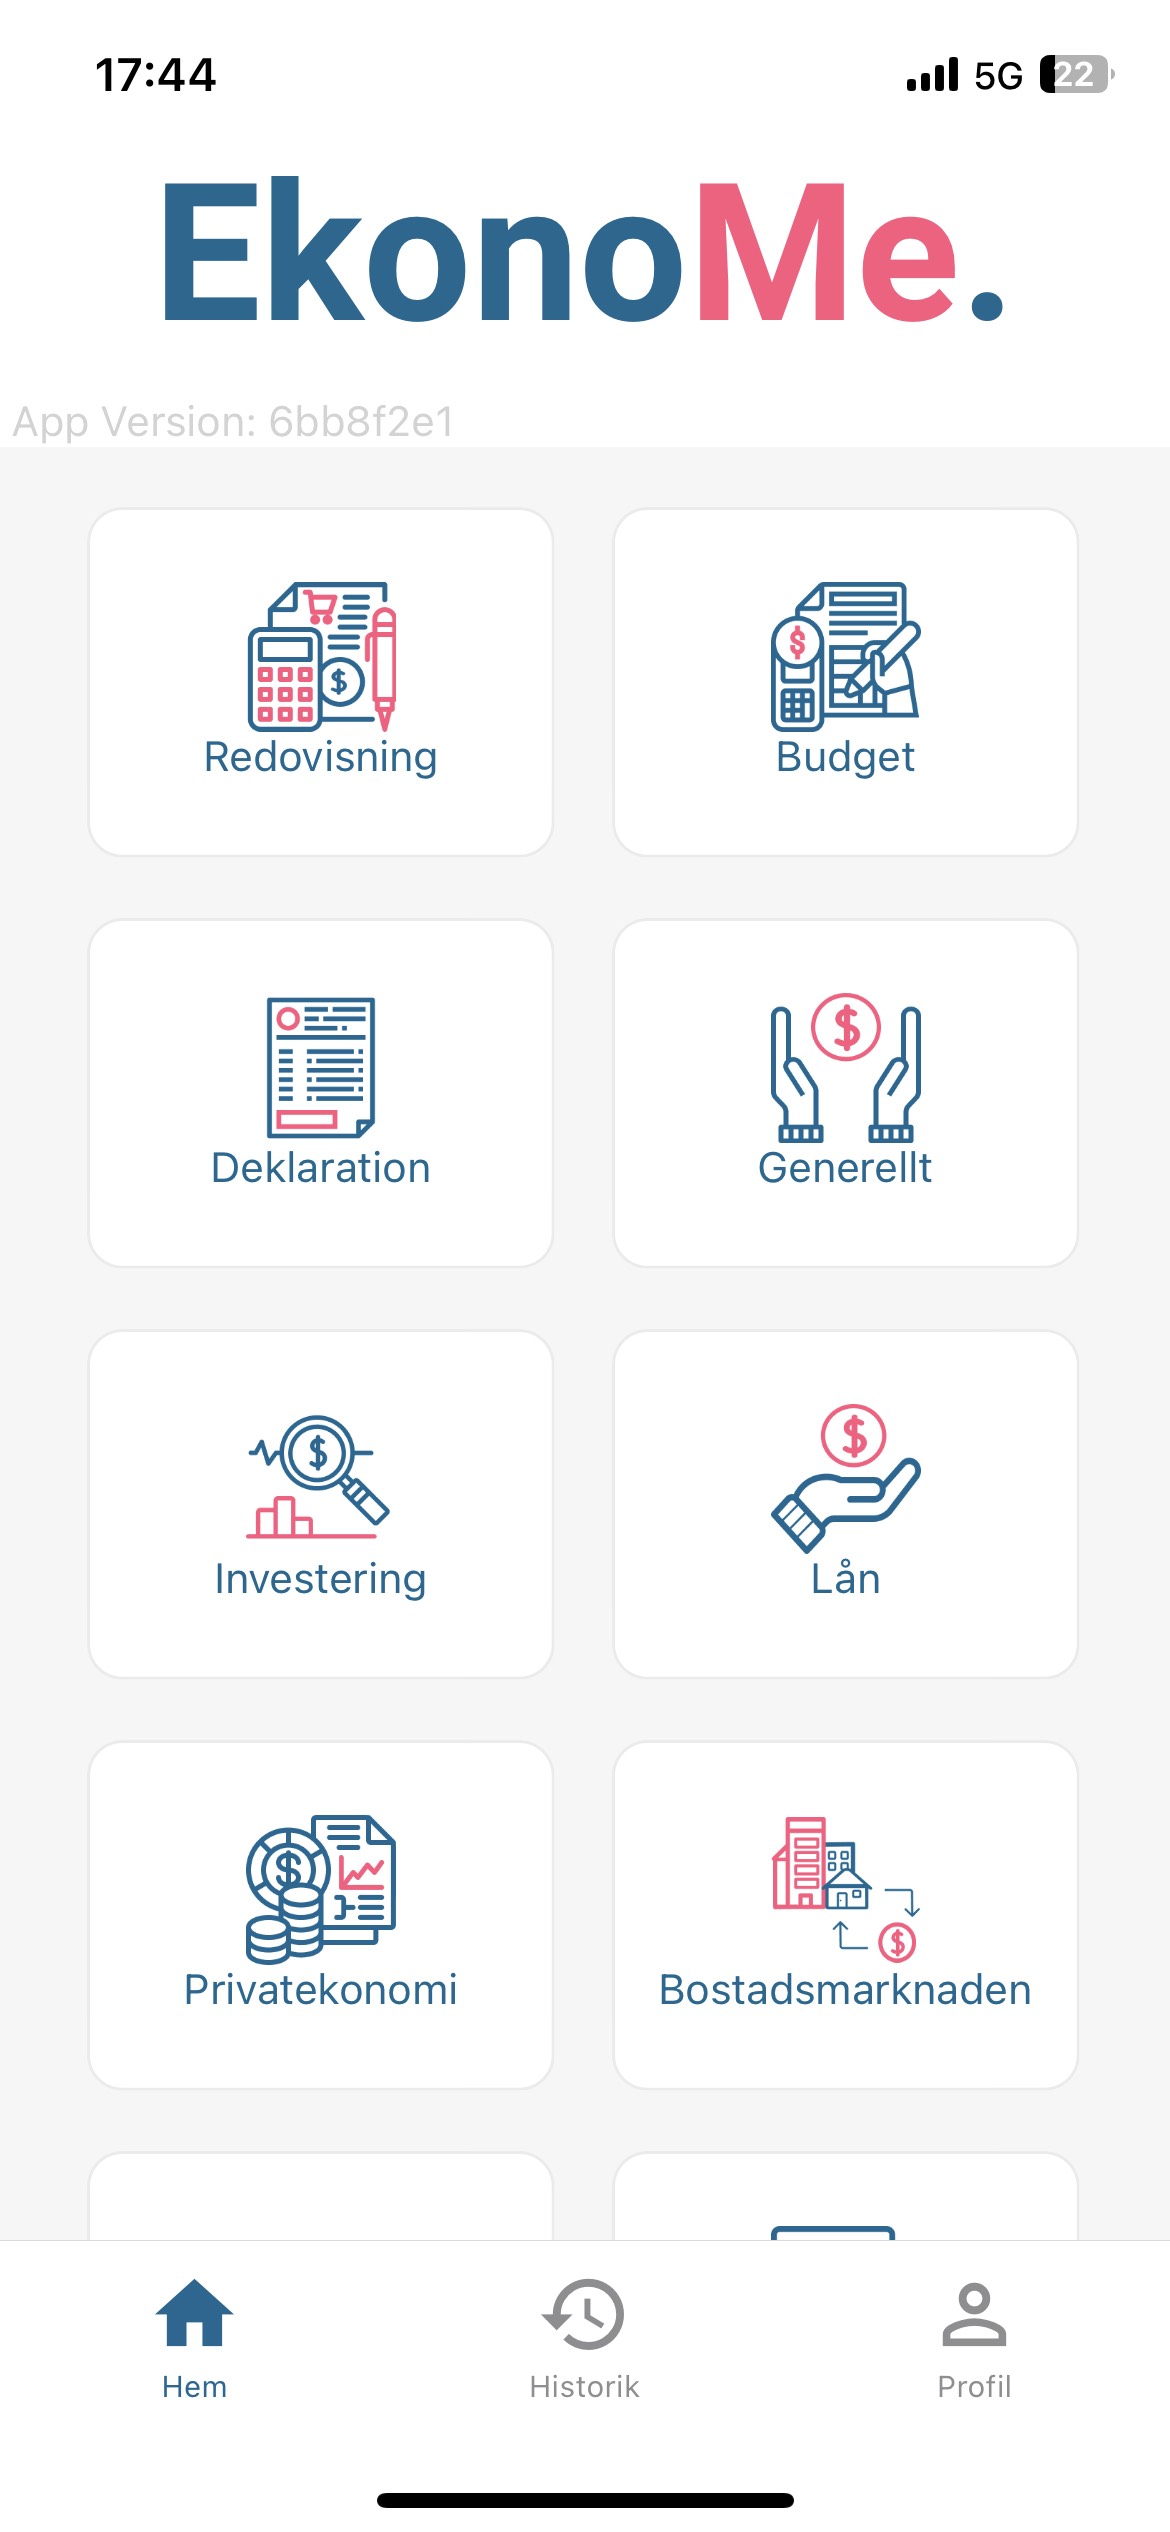 17:44 5G 22
EkonoMe.
App Version: 6bb8f2e1
Redovisning
Budget
Deklaration
Generellt
Investering
Lån
Privatekonomi
Bostadsmarknaden
Hem
Historik
Profil